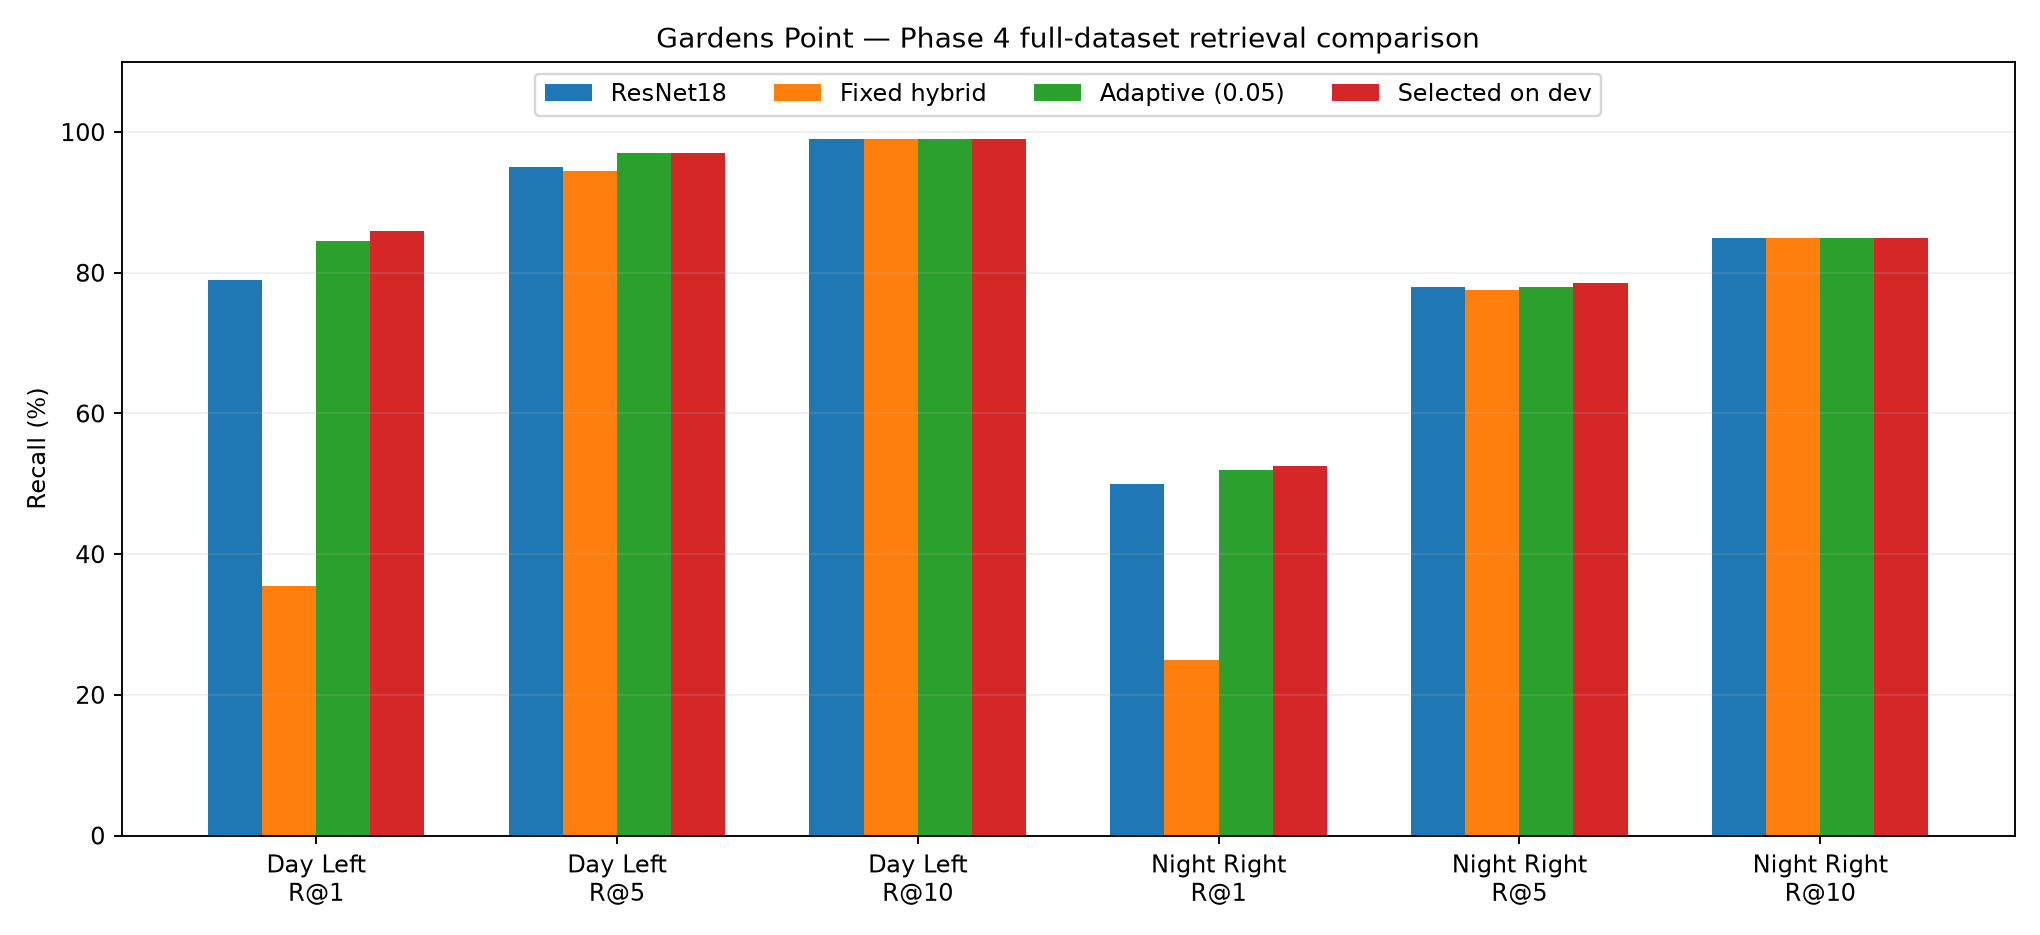 Gardens Point — Phase 4 full-dataset retrieval comparison
ResNet18 Fixed hybrid Adaptive (0.05) Selected on dev
Recall (%)
100
80
60
40
20
0
Day Left Day Left Day Left Night Right Night Right Night Right
R@1 R@5 R@10 R@1 R@5 R@10